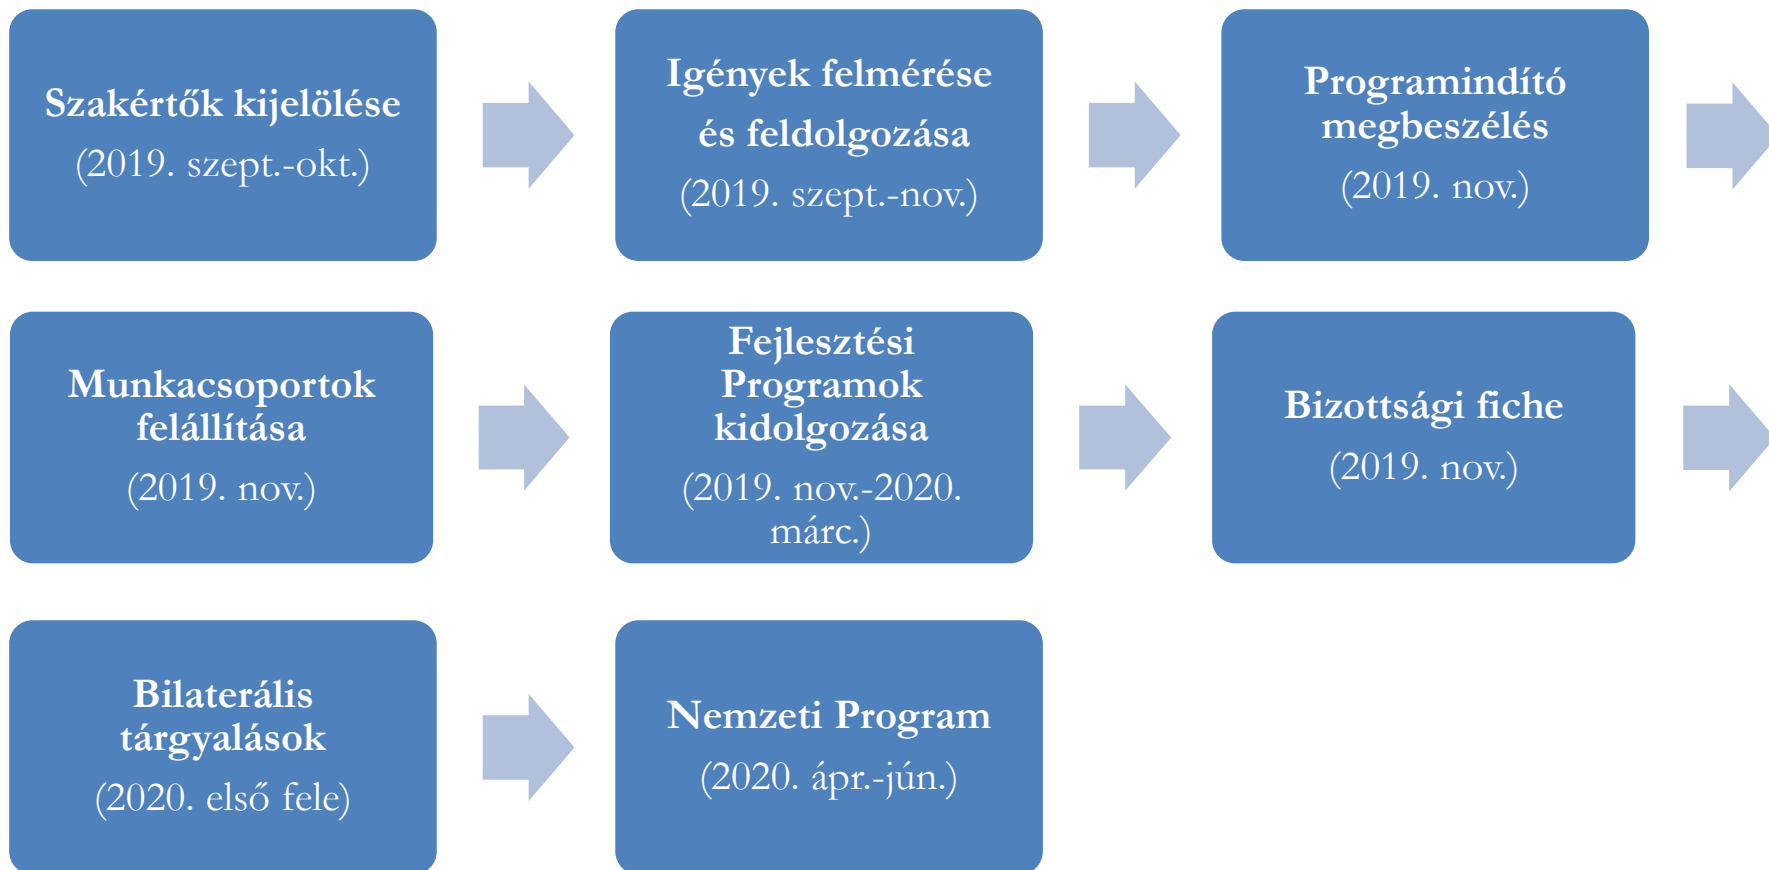 Szakértők kijelölése
(2019. szept.-okt.)
Igények felmérése
és feldolgozása
(2019. szept.-nov.)
Programindító
megbeszélés
(2019. nov.)
Munkacsoportok
felállítása
(2019. nov.)
Fejlesztési
Programok
kidolgozása
(2019. nov.-2020.
márc.)
Bizottsági fiche
(2019. nov.)
Bilaterális
tárgyalások
(2020. első fele)
Nemzeti Program
(2020. ápr.-jún.)